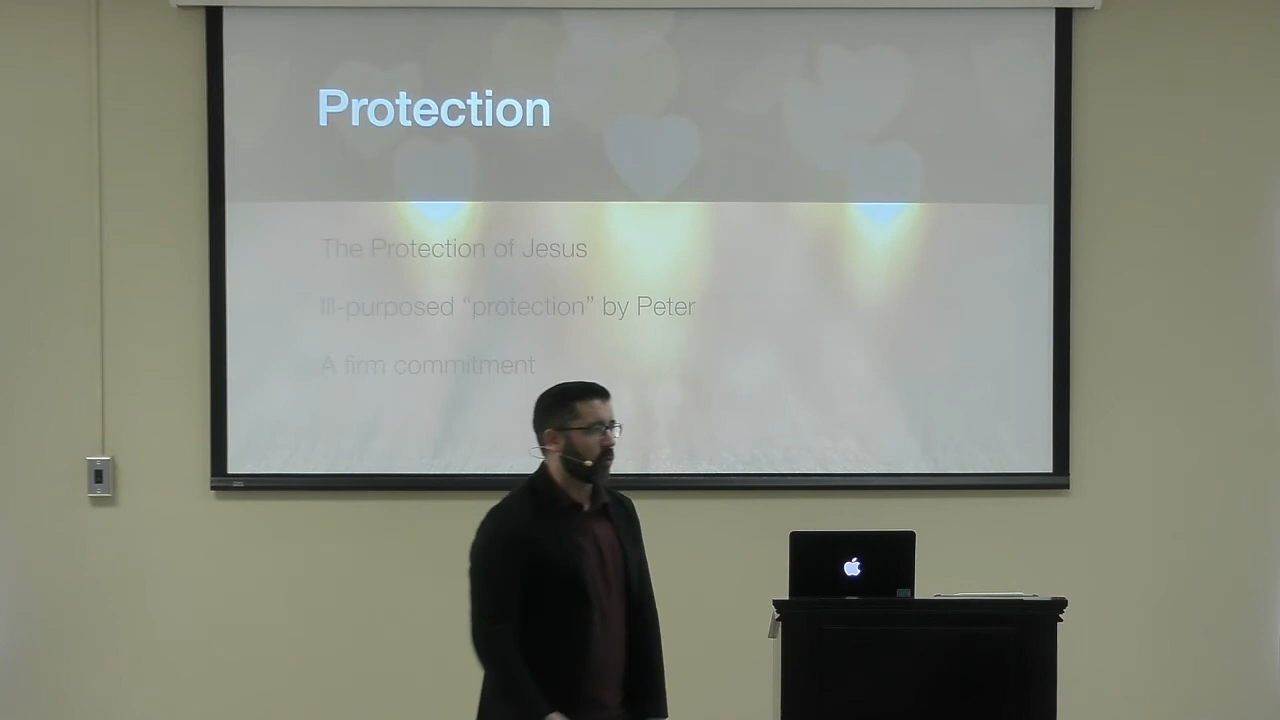 Protection
The Protection of Jesus
Ill-purposed “protection” by Peter
A firm commitment